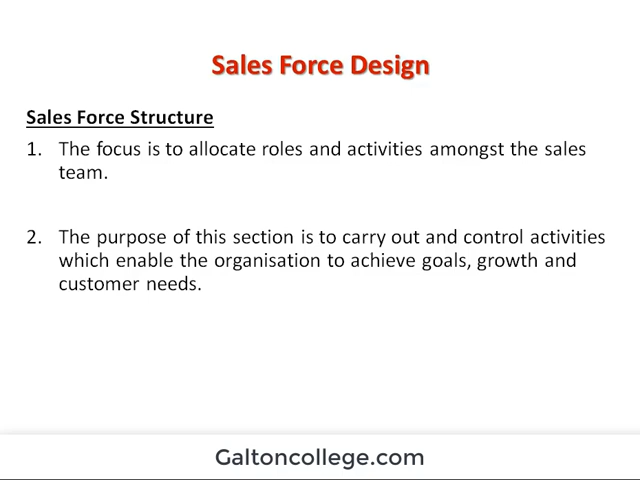 Sales Force Design
Sales Force Structure
1. The focus is to allocate roles and activities amongst the sales
team.
2. The purpose of this section is to carry out and control activities
which enable the organisation to achieve goals, growth and
customer needs.
Galtoncollege.com